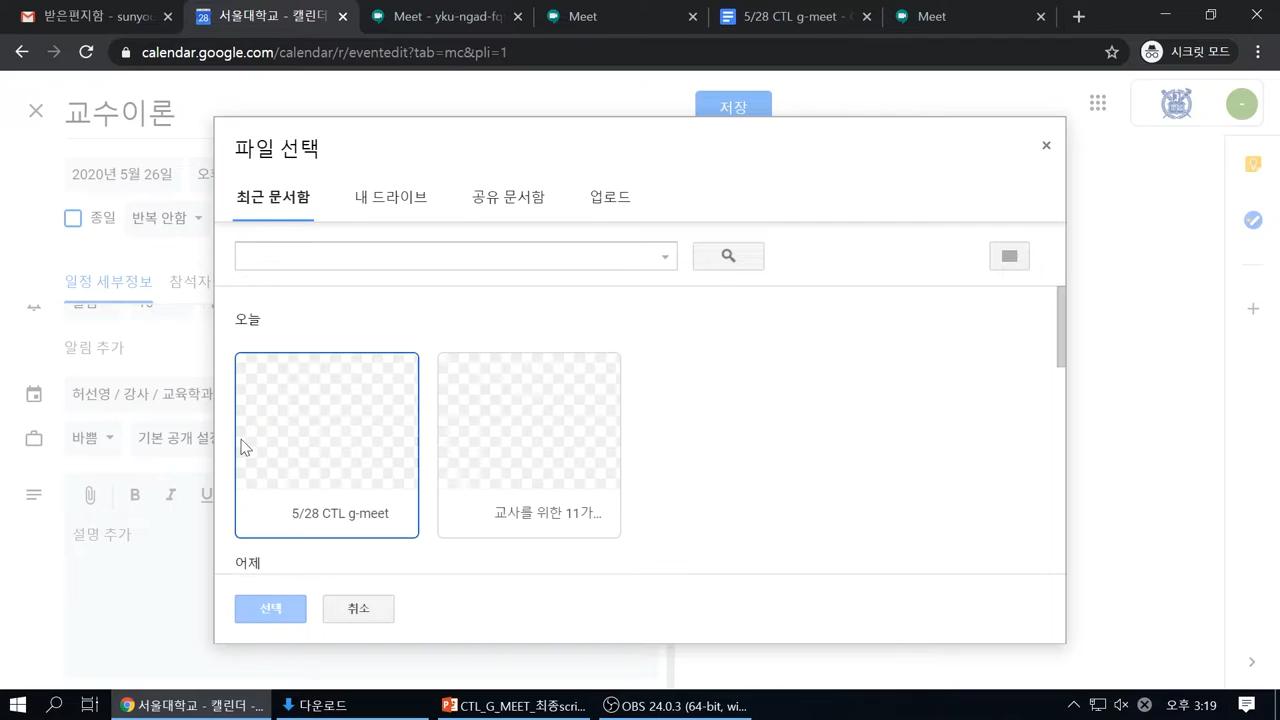 받은편지함 - sunyo
서울대학교 - 캘린더
Meet - yku-ngad-f
Meet
5/28 CTL g-meet - G
Meet
calendar.google.com/calendar/r/eventedit?tab=mc&pli=1
시크릿 모드
교수이론
저장
파일 선택
2020년 5월 26일
최근 문서함
내 드라이브
공유 문서함
업로드
종일
반복 안함
일정 세부정보
참석자
오늘
알림 추가
허선영 / 강사 / 교육학과
바쁨
기본 공개 설정
B I U
5/28 CTL g-meet
교사를 위한 11가...
설명 추가
어제
선택
취소
서울대학교 - 캘린더 -...
다운로드
CTL_G_MEET_최종scri...
OBS 24.0.3 (64-bit, wi...
오후 3:19